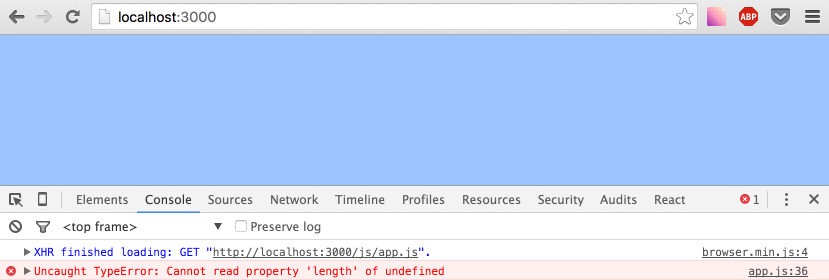 localhost:3000
ABP
Elements Console Sources Network Timeline Profiles Resources Security Audits React 1
<top frame> Preserve log
XHR finished loading: GET "http://localhost:3000/js/app.js". browser.min.js:4
Uncaught TypeError: Cannot read property 'length' of undefined app.js:36